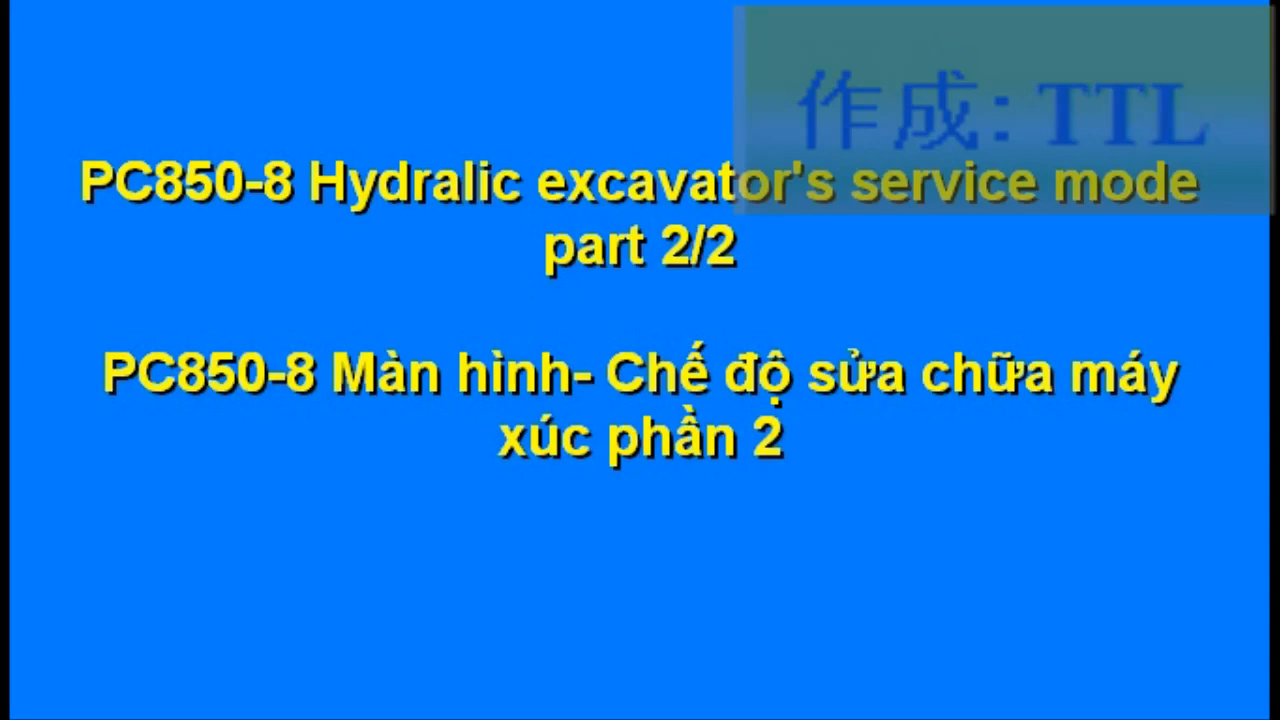 作成: TTL
PC850-8 Hydralic excavator's service mode
part 2/2
PC850-8 Màn hình- Chế độ sửa chữa máy
xúc phần 2